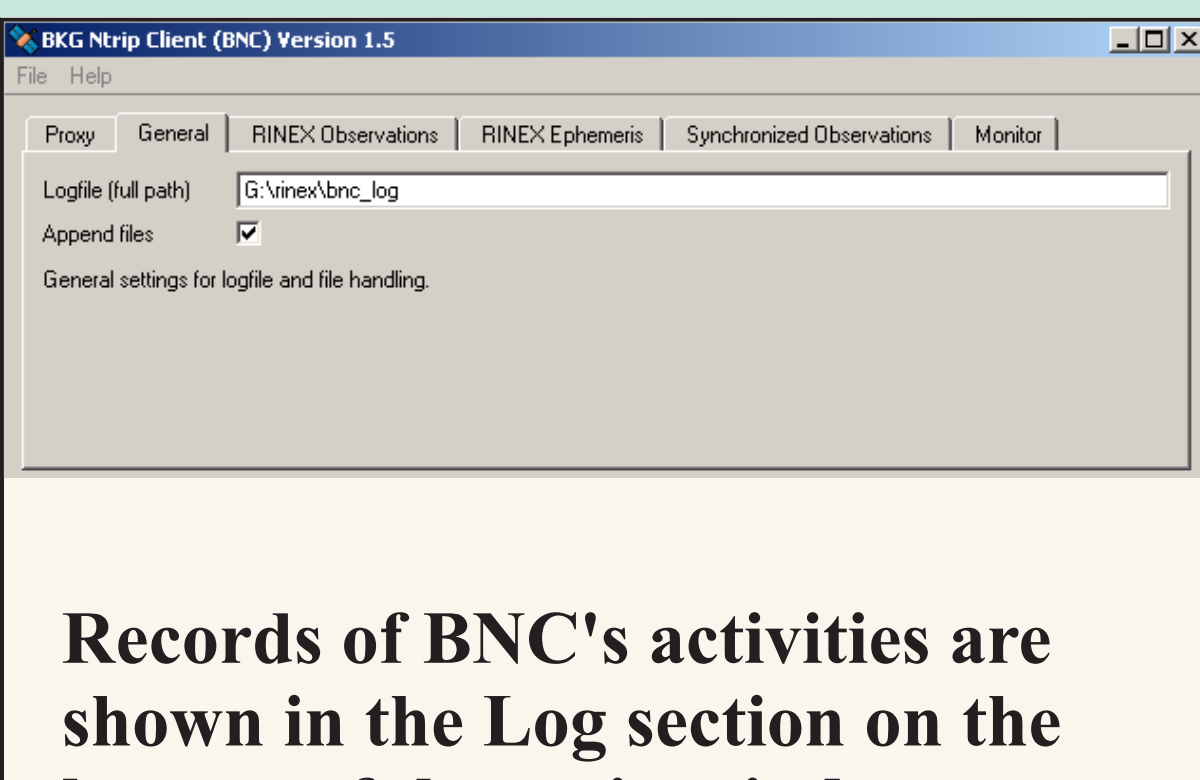 BKG Ntrip Client (BNC) Version 1.5
File Help
Proxy General RINEX Observations RINEX Ephemeris Synchronized Observations Monitor
Logfile (full path) G:\rinex\bnc_log
Append files
General settings for logfile and file handling.
Records of BNC's activities are
shown in the Log section on the